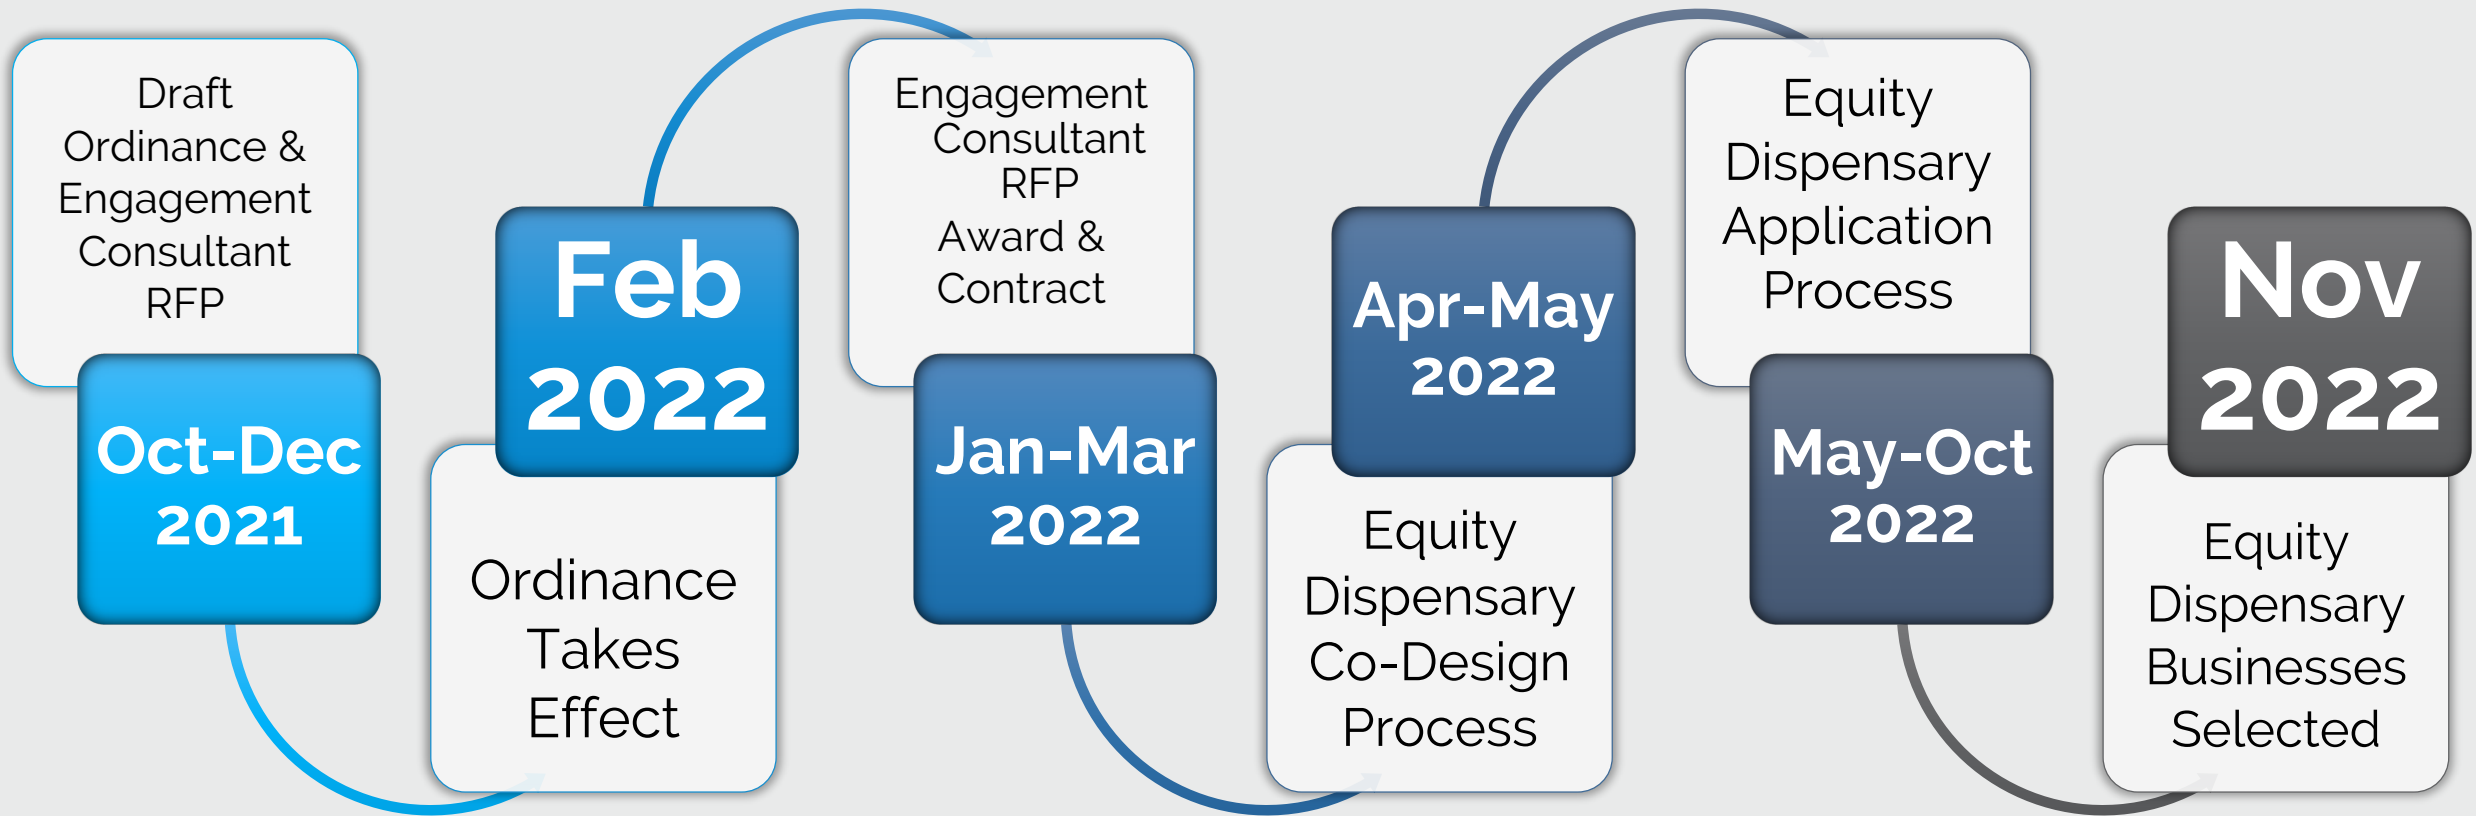 Draft
Ordinance &
Engagement
Consultant
RFP
Oct-Dec
2021
Feb
2022
Ordinance
Takes
Effect
Engagement
Consultant
RFP
Award &
Contract
Jan-Mar
2022
Apr-May
2022
Equity
Dispensary
Co-Design
Process
Equity
Dispensary
Application
Process
May-Oct
2022
Nov
2022
Equity
Dispensary
Businesses
Selected